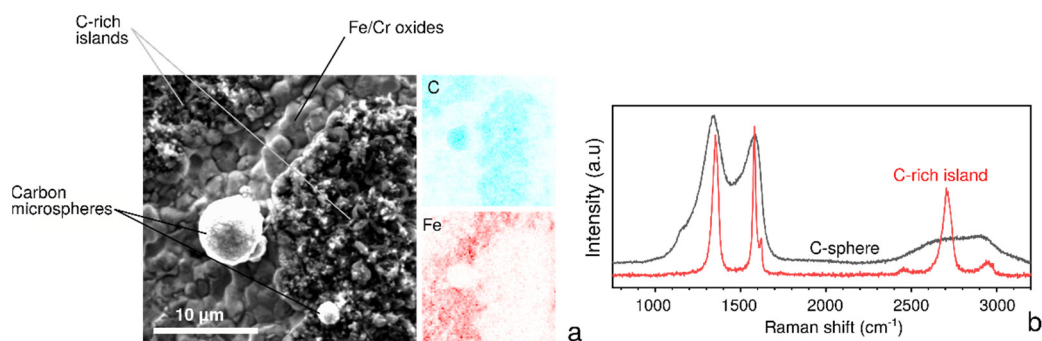 C-rich
islands
Fe/Cr oxides
Carbon
microspheres
10 µm
C
Fe
a
Intensity (a.u)
C-rich island
C-sphere
1000 1500 2000 2500 3000
Raman shift (cm⁻¹)
b